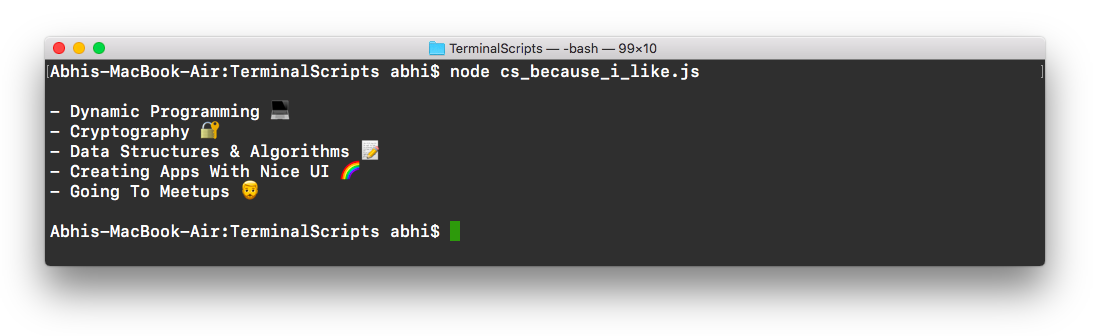 TerminalScripts — -bash — 99×10
Abhis-MacBook-Air:TerminalScripts abhi$ node cs_because_i_like.js
- Dynamic Programming 💻
- Cryptography 🔐
- Data Structures & Algorithms 📝
- Creating Apps With Nice UI 🌈
- Going To Meetups 👨
Abhis-MacBook-Air:TerminalScripts abhi$